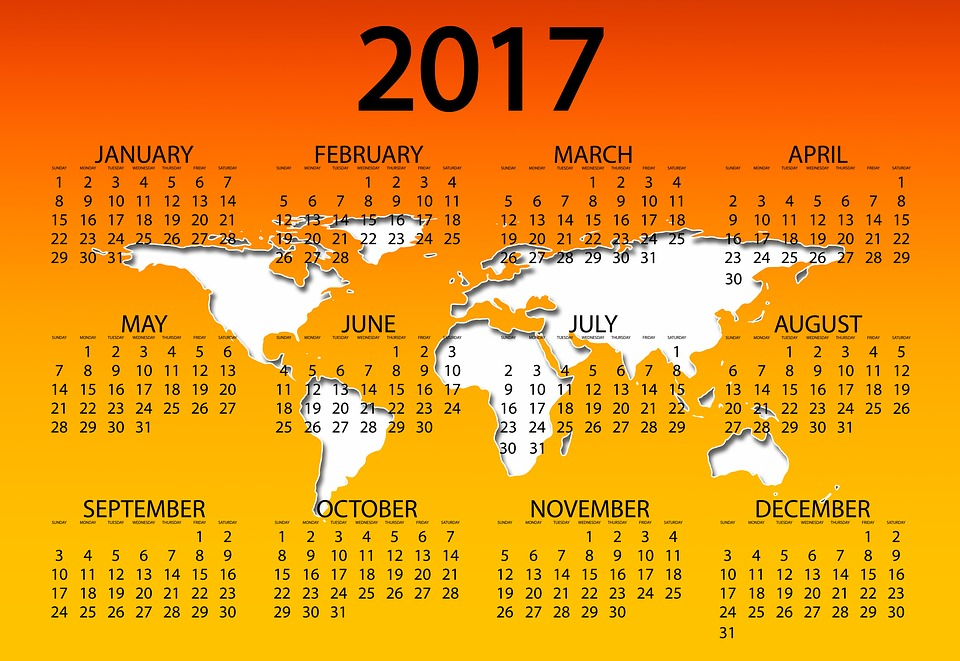 2017
JANUARY
SUNDAY MONDAY TUESDAY WEDNESDAY THURSDAY FRIDAY SATURDAY
1 2 3 4 5 6 7
8 9 10 11 12 13 14
15 16 17 18 19 20 21
22 23 24 25 26 27 28
29 30 31
FEBRUARY
SUNDAY MONDAY TUESDAY WEDNESDAY THURSDAY FRIDAY SATURDAY
1 2 3 4
5 6 7 8 9 10 11
12 13 14 15 16 17 18
19 20 21 22 23 24 25
26 27 28
MARCH
SUNDAY MONDAY TUESDAY WEDNESDAY THURSDAY FRIDAY SATURDAY
1 2 3 4
5 6 7 8 9 10 11
12 13 14 15 16 17 18
19 20 21 22 23 24 25
26 27 28 29 30 31
APRIL
SUNDAY MONDAY TUESDAY WEDNESDAY THURSDAY FRIDAY SATURDAY
1
2 3 4 5 6 7 8
9 10 11 12 13 14 15
16 17 18 19 20 21 22
23 24 25 26 27 28 29
30
MAY
SUNDAY MONDAY TUESDAY WEDNESDAY THURSDAY FRIDAY SATURDAY
1 2 3 4 5 6
7 8 9 10 11 12 13
14 15 16 17 18 19 20
21 22 23 24 25 26 27
28 29 30 31
JUNE
SUNDAY MONDAY TUESDAY WEDNESDAY THURSDAY FRIDAY SATURDAY
1 2 3
4 5 6 7 8 9 10
11 12 13 14 15 16 17
18 19 20 21 22 23 24
25 26 27 28 29 30
JULY
SUNDAY MONDAY TUESDAY WEDNESDAY THURSDAY FRIDAY SATURDAY
1
2 3 4 5 6 7 8
9 10 11 12 13 14 15
16 17 18 19 20 21 22
23 24 25 26 27 28 29
30 31
AUGUST
SUNDAY MONDAY TUESDAY WEDNESDAY THURSDAY FRIDAY SATURDAY
1 2 3 4 5
6 7 8 9 10 11 12
13 14 15 16 17 18 19
20 21 22 23 24 25 26
27 28 29 30 31
SEPTEMBER
SUNDAY MONDAY TUESDAY WEDNESDAY THURSDAY FRIDAY SATURDAY
1 2
3 4 5 6 7 8 9
10 11 12 13 14 15 16
17 18 19 20 21 22 23
24 25 26 27 28 29 30
OCTOBER
SUNDAY MONDAY TUESDAY WEDNESDAY THURSDAY FRIDAY SATURDAY
1 2 3 4 5 6 7
8 9 10 11 12 13 14
15 16 17 18 19 20 21
22 23 24 25 26 27 28
29 30 31
NOVEMBER
SUNDAY MONDAY TUESDAY WEDNESDAY THURSDAY FRIDAY SATURDAY
1 2 3 4
5 6 7 8 9 10 11
12 13 14 15 16 17 18
19 20 21 22 23 24 25
26 27 28 29 30
DECEMBER
SUNDAY MONDAY TUESDAY WEDNESDAY THURSDAY FRIDAY SATURDAY
1 2
3 4 5 6 7 8 9
10 11 12 13 14 15 16
17 18 19 20 21 22 23
24 25 26 27 28 29 30
31